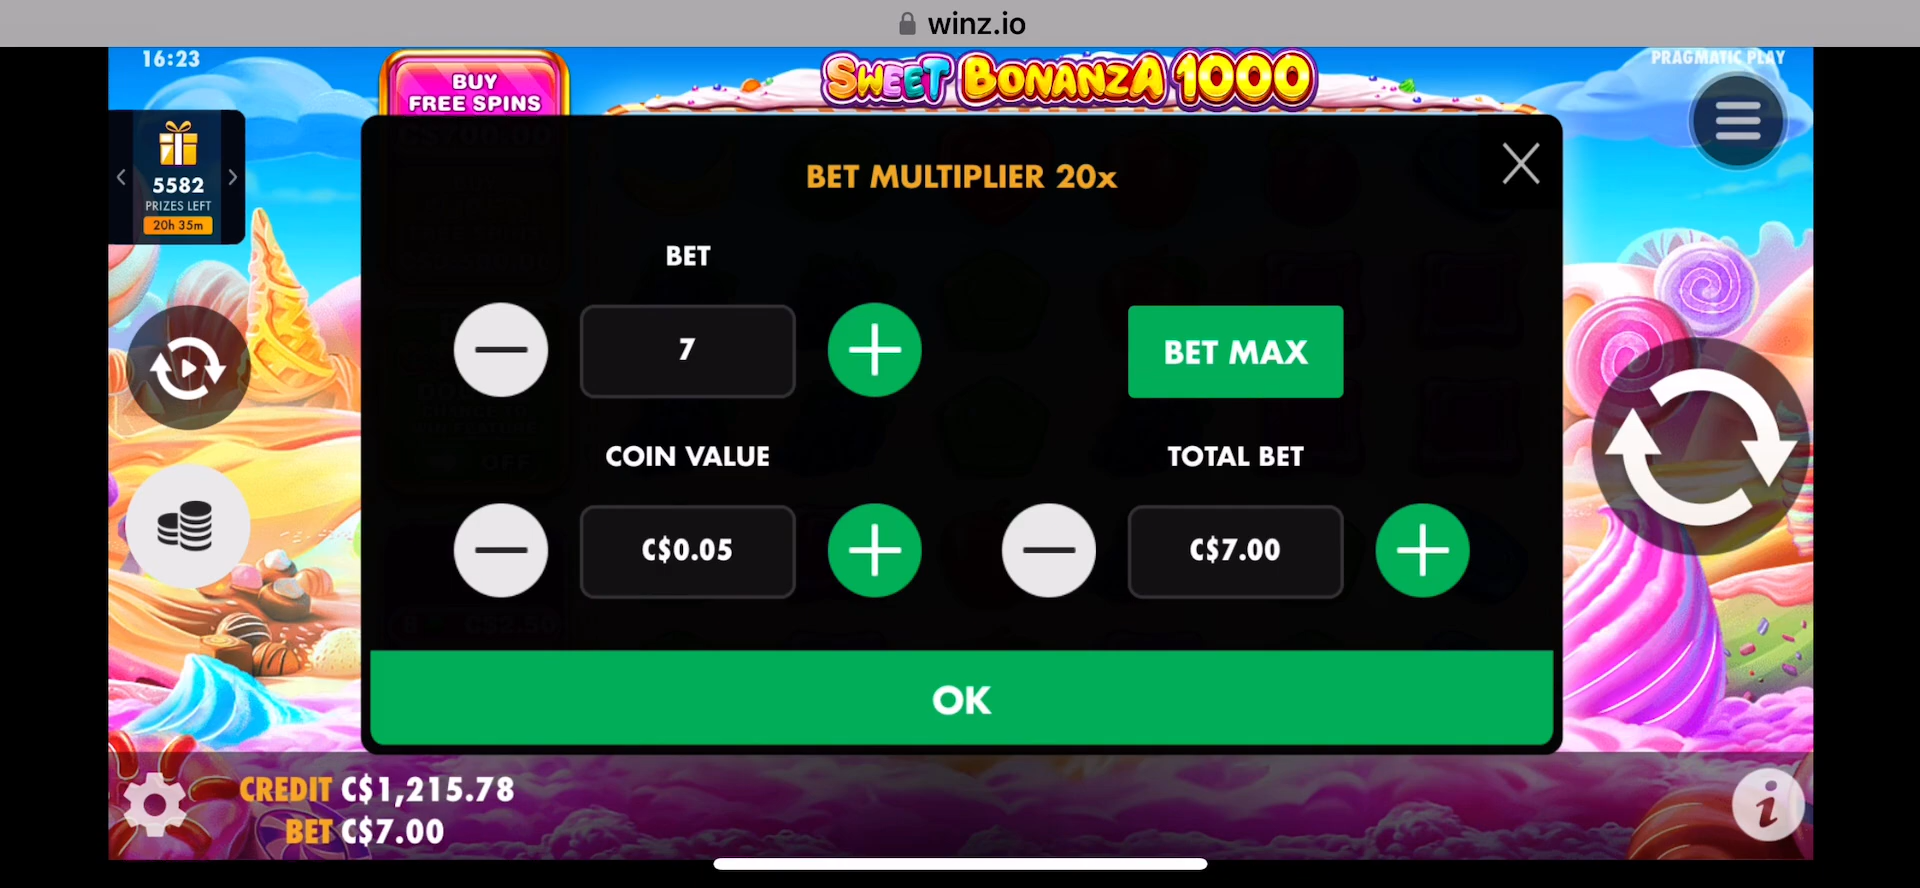 winz.io
16:23
BUY
FREE SPINS
SWEET BONANZA 1000
PRAGMATIC PLAY
5582
PRIZES LEFT
20h 35m
BET MULTIPLIER 20x
BET
7
BET MAX
COIN VALUE
TOTAL BET
C$0.05
C$7.00
OK
CREDIT C$1,215.78
BET C$7.00